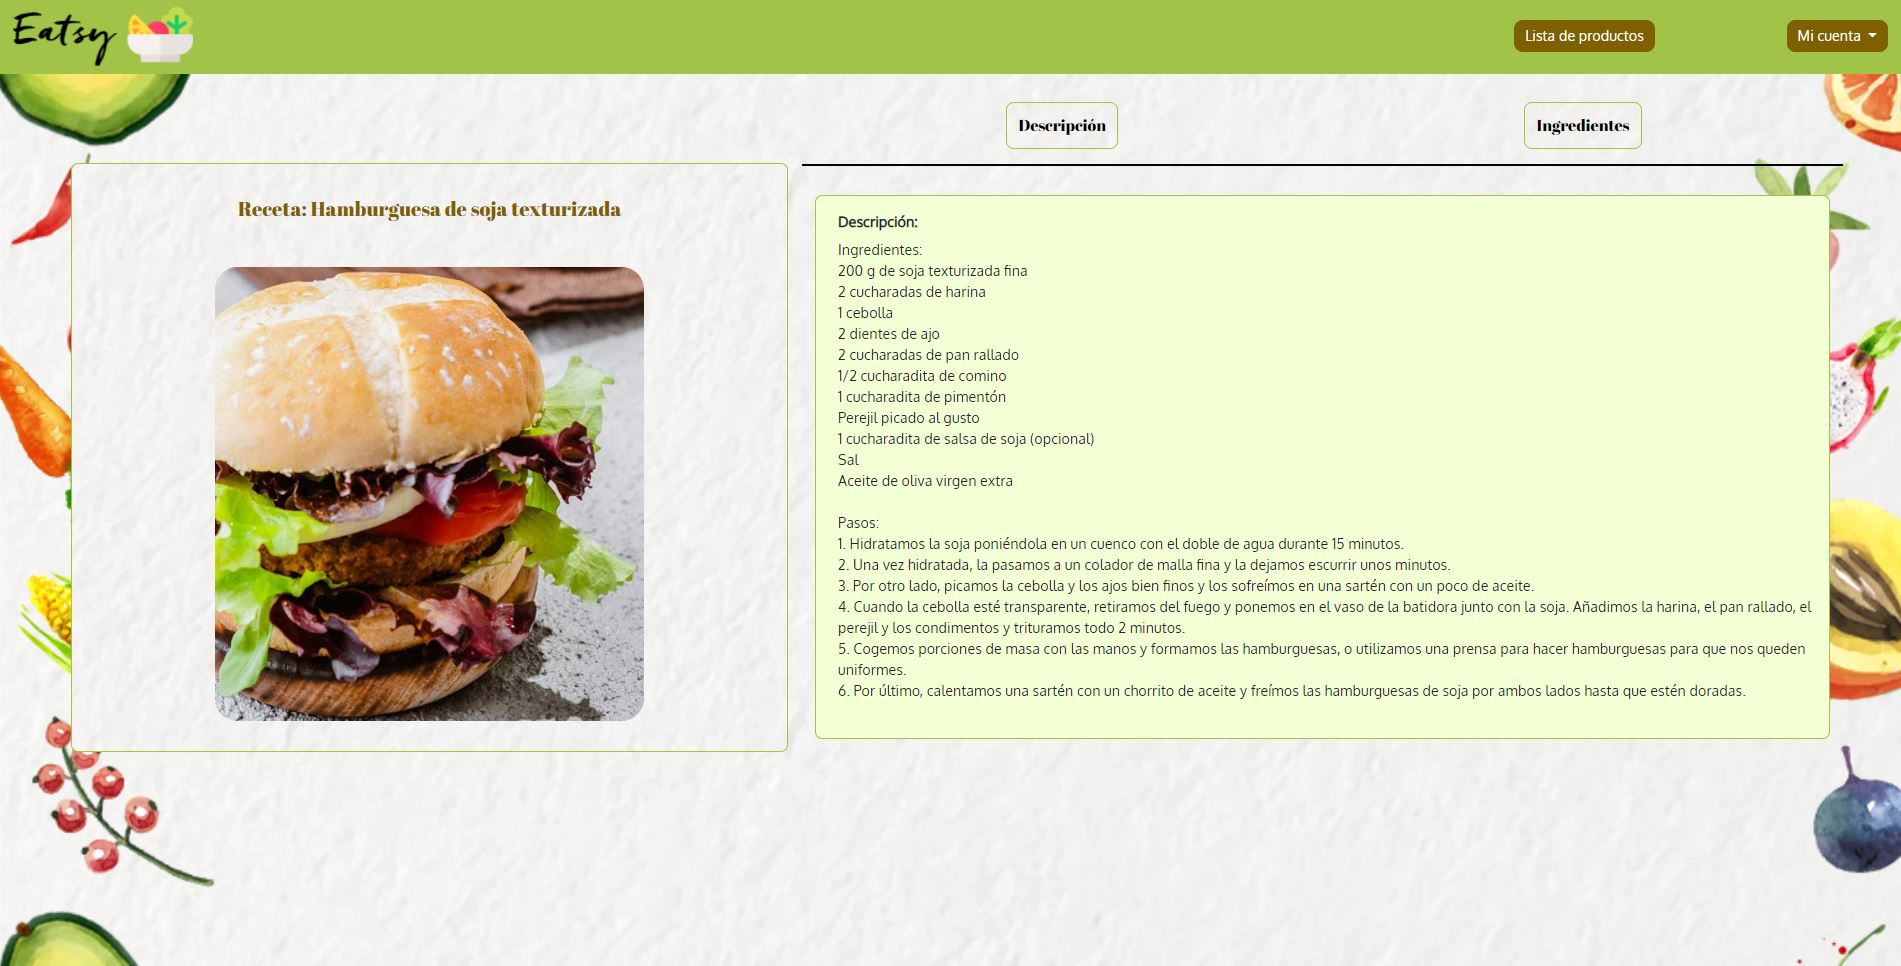 Eatsy
Lista de productos
Mi cuenta
Descripción
Ingredientes
Receta: Hamburguesa de soja texturizada
Descripción:
Ingredientes:
200 g de soja texturizada fina
2 cucharadas de harina
1 cebolla
2 dientes de ajo
2 cucharadas de pan rallado
1/2 cucharadita de comino
1 cucharadita de pimentón
Perejil picado al gusto
1 cucharadita de salsa de soja (opcional)
Sal
Aceite de oliva virgen extra
Pasos:
1. Hidratamos la soja poniéndola en un cuenco con el doble de agua durante 15 minutos.
2. Una vez hidratada, la pasamos a un colador de malla fina y la dejamos escurrir unos minutos.
3. Por otro lado, picamos la cebolla y los ajos bien finos y los sofreímos en una sartén con un poco de aceite.
4. Cuando la cebolla esté transparente, retiramos del fuego y ponemos en el vaso de la batidora junto con la soja. Añadimos la harina, el pan rallado, el
perejil y los condimentos y trituramos todo 2 minutos.
5. Cogemos porciones de masa con las manos y formamos las hamburguesas, o utilizamos una prensa para hacer hamburguesas para que nos queden
uniformes.
6. Por último, calentamos una sartén con un chorrito de aceite y freímos las hamburguesas de soja por ambos lados hasta que estén doradas.